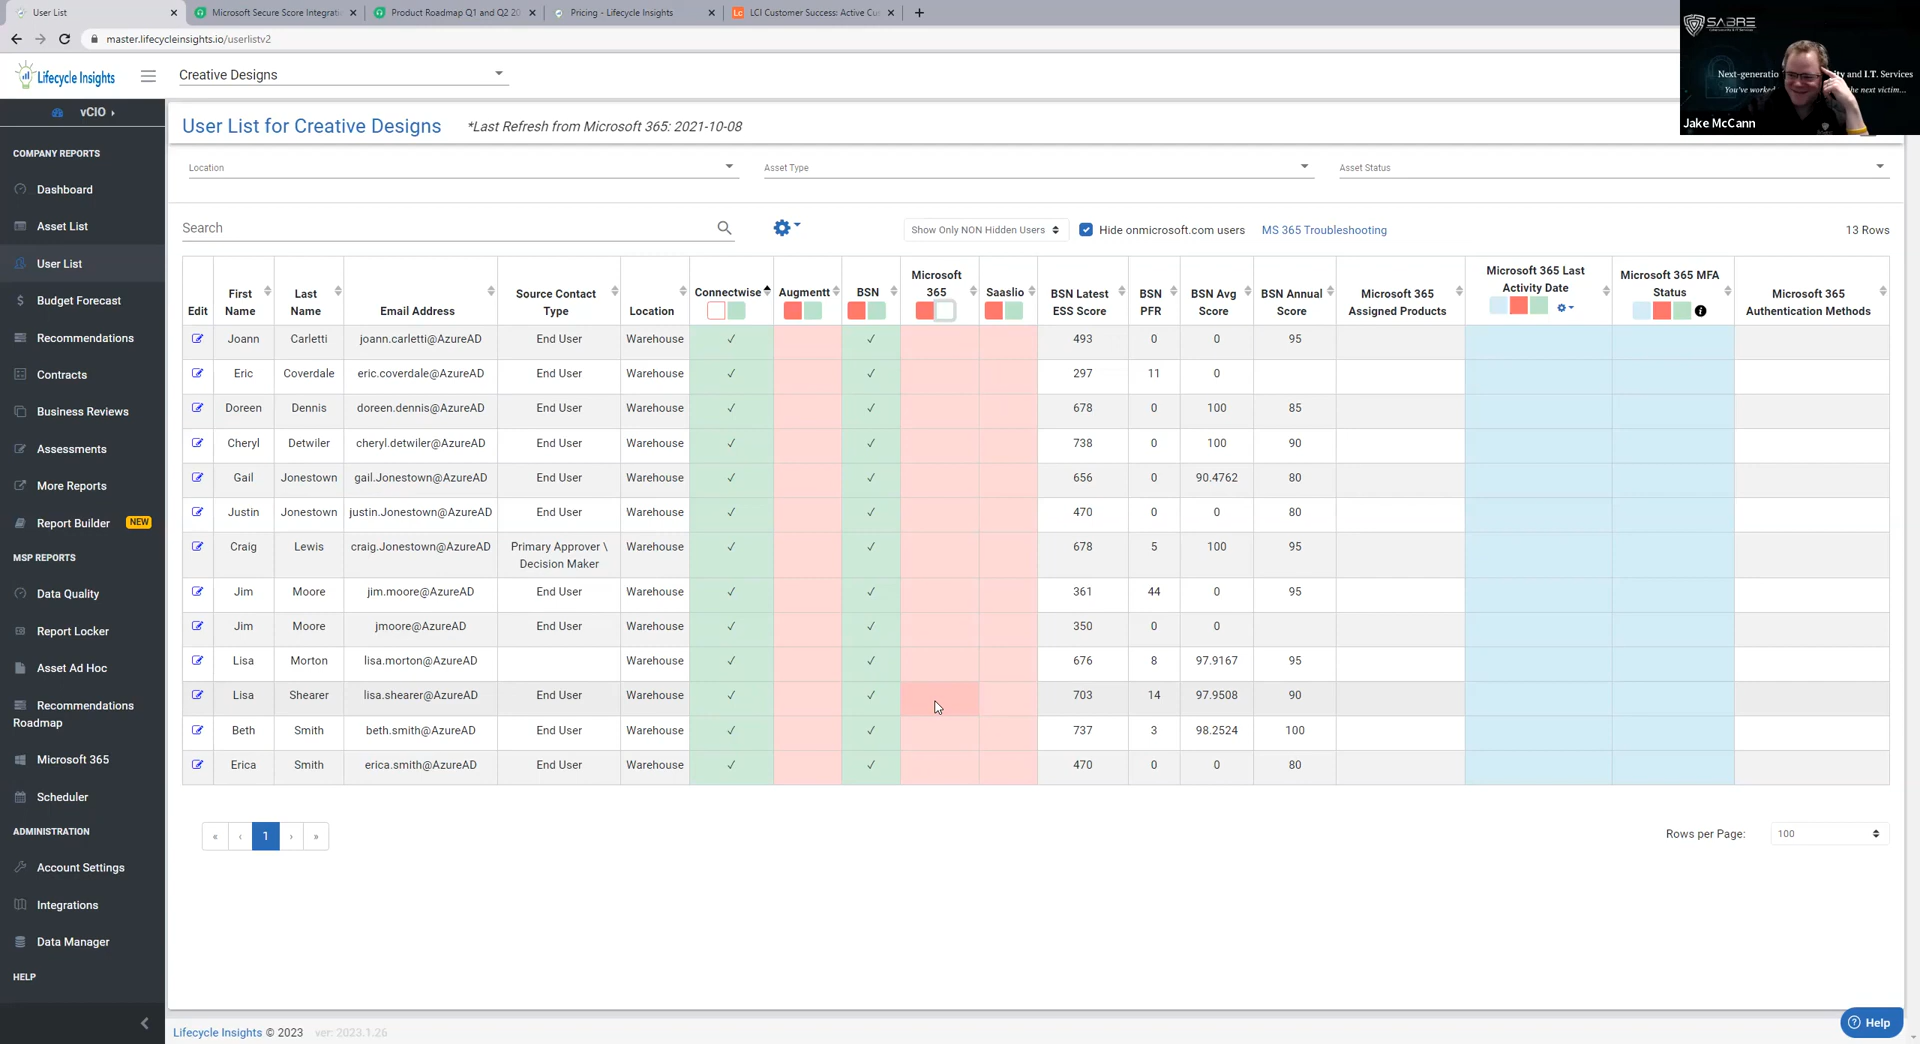 User List
Microsoft Secure Score Integrati
Product Roadmap Q1 and Q2 20
Pricing - Lifecycle Insights
LCI Customer Success: Active Cu
master.lifecycleinsights.io/userlistv2
Lifecycle Insights
Creative Designs
SABRE
Next-generatio ity and I.T. Services
You've worked the next victim...
Jake McCann
vCIO
COMPANY REPORTS
Dashboard
Asset List
User List
Budget Forecast
Recommendations
Contracts
Business Reviews
Assessments
More Reports
Report Builder NEW
MSP REPORTS
Data Quality
Report Locker
Asset Ad Hoc
Recommendations
Roadmap
Microsoft 365
Scheduler
ADMINISTRATION
Account Settings
Integrations
Data Manager
HELP
User List for Creative Designs *Last Refresh from Microsoft 365: 2021-10-08
Location Asset Type Asset Status
Search Show Only NON Hidden Users Hide onmicrosoft.com users MS 365 Troubleshooting 13 Rows
Edit First Name Last Name Email Address Source Contact Type Location Connectwise Augmentt BSN Microsoft 365 Saaslio BSN Latest ESS Score BSN PFR BSN Avg Score BSN Annual Score Microsoft 365 Assigned Products Microsoft 365 Last Activity Date Microsoft 365 MFA Status Microsoft 365 Authentication Methods
Joann Carletti joann.carletti@AzureAD End User Warehouse ✓ ✓ 493 0 0 95
Eric Coverdale eric.coverdale@AzureAD End User Warehouse ✓ ✓ 297 11 0
Doreen Dennis doreen.dennis@AzureAD End User Warehouse ✓ ✓ 678 0 100 85
Cheryl Detwiler cheryl.detwiler@AzureAD End User Warehouse ✓ ✓ 738 0 100 90
Gail Jonestown gail.Jonestown@AzureAD End User Warehouse ✓ ✓ 656 0 90.4762 80
Justin Jonestown justin.Jonestown@AzureAD End User Warehouse ✓ ✓ 470 0 0 80
Craig Lewis craig.Jonestown@AzureAD Primary Approver \ Decision Maker Warehouse ✓ ✓ 678 5 100 95
Jim Moore jim.moore@AzureAD End User Warehouse ✓ ✓ 361 44 0 95
Jim Moore jmoore@AzureAD End User Warehouse ✓ ✓ 350 0 0
Lisa Morton lisa.morton@AzureAD Warehouse ✓ ✓ 676 8 97.9167 95
Lisa Shearer lisa.shearer@AzureAD End User Warehouse ✓ ✓ 703 14 97.9508 90
Beth Smith beth.smith@AzureAD End User Warehouse ✓ ✓ 737 3 98.2524 100
Erica Smith erica.smith@AzureAD End User Warehouse ✓ ✓ 470 0 0 80
« ‹ 1 › » Rows per Page: 100
Lifecycle Insights © 2023 ver: 2023.1.26
Help